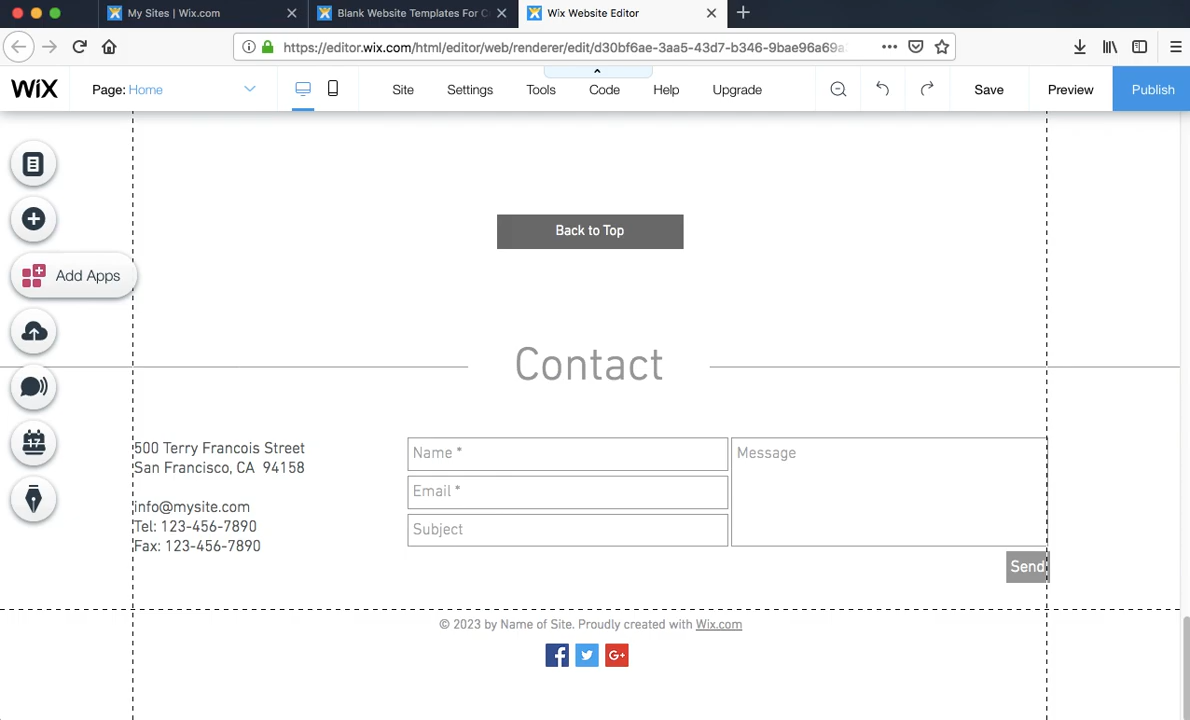 My Sites | Wix.com
Blank Website Templates For C
Wix Website Editor
https://editor.wix.com/html/editor/web/renderer/edit/d30bf6ae-3aa5-43d7-b346-9bae96a69a
WiX
Page: Home
Site
Settings
Tools
Code
Help
Upgrade
Save
Preview
Publish
Back to Top
Add Apps
Contact
500 Terry Francois Street
San Francisco, CA 94158
info@mysite.com
Tel: 123-456-7890
Fax: 123-456-7890
Name *
Email *
Subject
Message
Send
17
© 2023 by Name of Site. Proudly created with Wix.com
f
G+